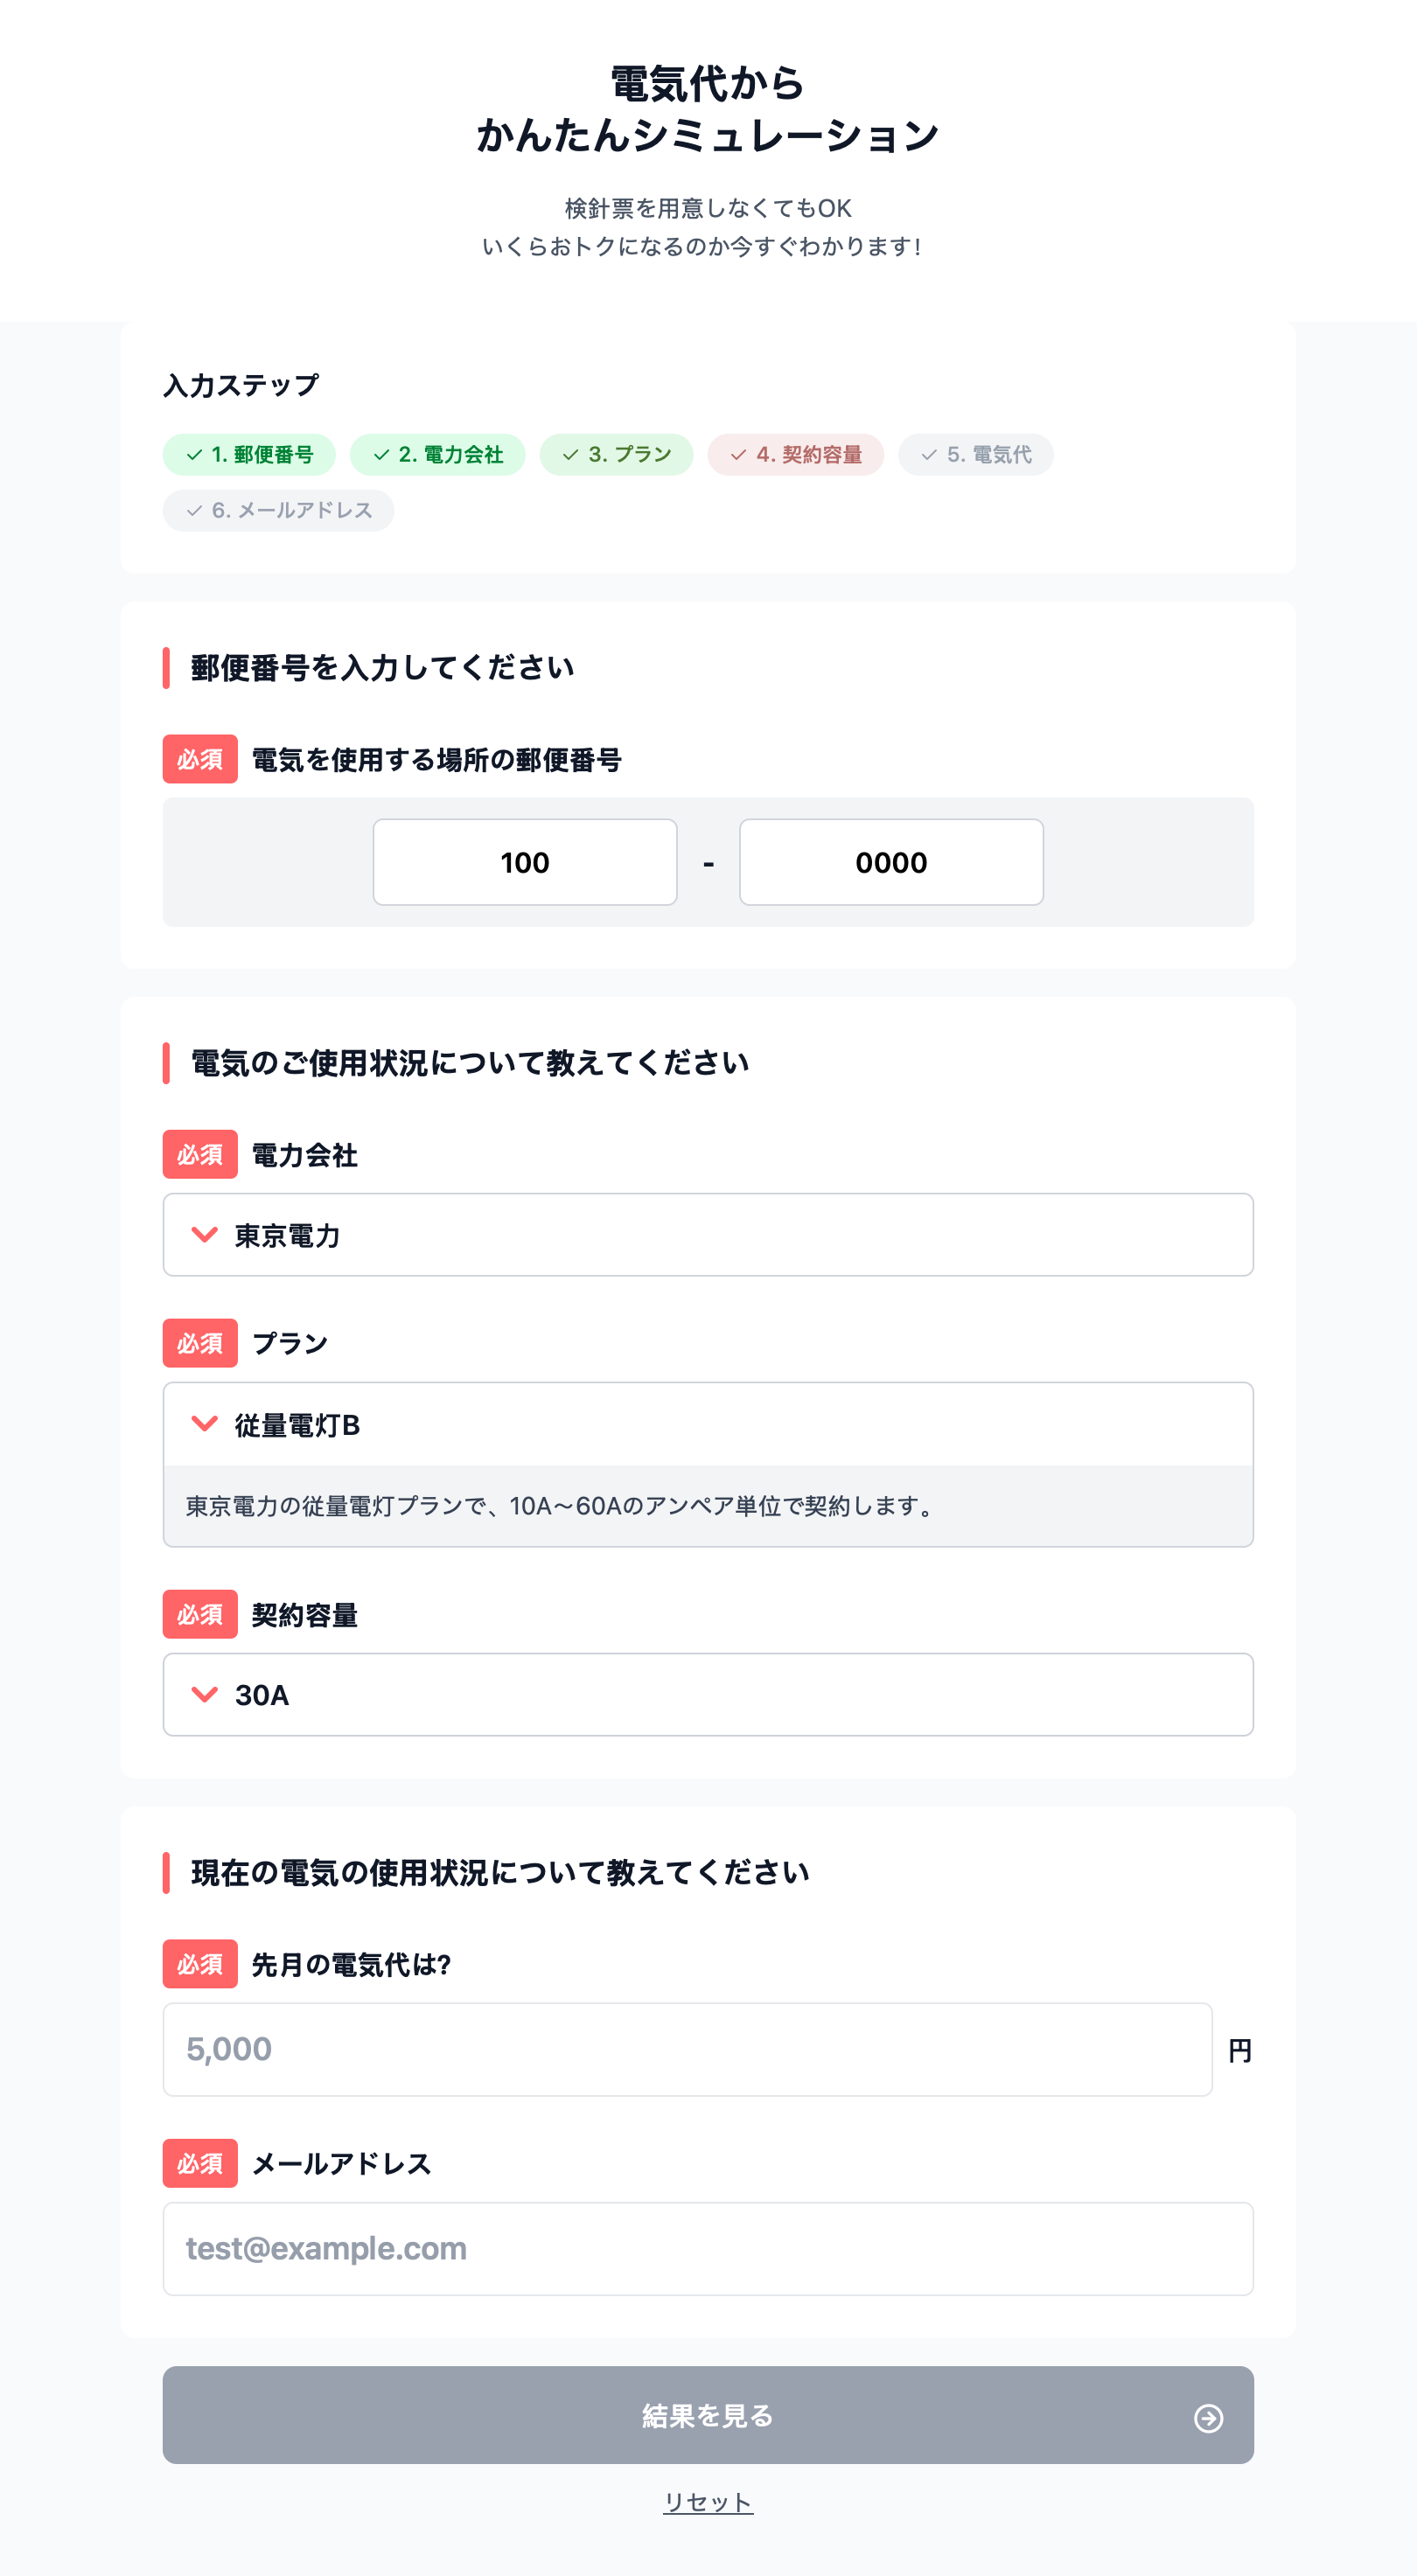 電気代から
かんたんシミュレーション
検針票を用意しなくてもOK
いくらおトクになるのか今すぐわかります!
入力ステップ
1. 郵便番号
2. 電力会社
3. プラン
4. 契約容量
5. 電気代
6. メールアドレス
郵便番号を入力してください
必須 電気を使用する場所の郵便番号
100 - 0000
電気のご使用状況について教えてください
必須 電力会社
東京電力
必須 プラン
従量電灯B
東京電力の従量電灯プランで、10A〜60Aのアンペア単位で契約します。
必須 契約容量
30A
現在の電気の使用状況について教えてください
必須 先月の電気代は?
5,000 円
必須 メールアドレス
test@example.com
結果を見る
リセット